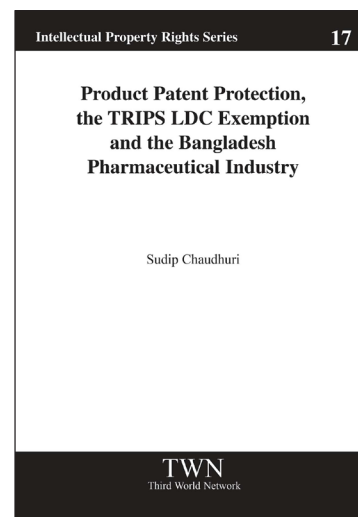 Intellectual Property Rights Series 17
Product Patent Protection,
the TRIPS LDC Exemption
and the Bangladesh
Pharmaceutical Industry
Sudip Chaudhuri
TWN
Third World Network